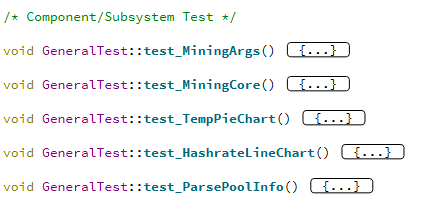 /* Component/Subsystem Test */
void GeneralTest::test_MiningArgs() {...}
void GeneralTest::test_MiningCore() {...}
void GeneralTest::test_TempPieChart() {...}
void GeneralTest::test_HashrateLineChart() {...}
void GeneralTest::test_ParsePoolInfo() {...}